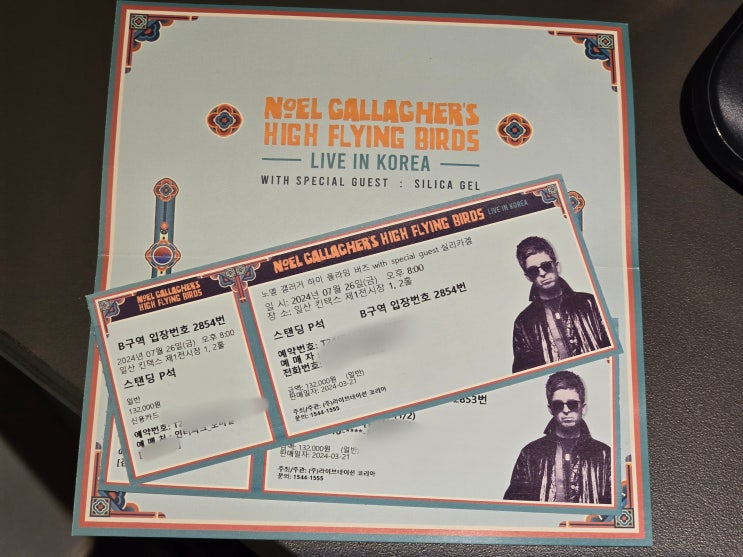 NOEL GALLAGHER'S
HIGH FLYING BIRDS
LIVE IN KOREA
WITH SPECIAL GUEST : SILICA GEL
NOEL GALLAGHER'S HIGH FLYING BIRDS LIVE IN KOREA
노엘 갤러거 하이 플라잉 버즈 with special guest 실리카겔
일 시: 2024년 07월 26일(금) 오후 8:00
장 소: 일산 킨텍스 제1전시장 1, 2홀
스탠딩 P석 B구역 입장번호 2854번
예약번호: T
예 매 자
전화번호:
금액: 132,000원 (일반)
판매일자: 2024-03-21
주최/주관: (주)라이브네이션 코리아
문의: 1544-1555
NOEL GALLAGHER'S
HIGH FLYING BIRDS
B구역 입장번호 2854번
2024년 07월 26일(금) 오후 8:00
일산 킨텍스 제1전시장 1, 2홀
스탠딩 P석
일반
132,000원
신용카드
예약번호: T
예 매 처:
2853번
금액: 132,000원 (일반)
판매일자: 2024-03-21
주최/주관: (주)라이브네이션 코리아
문의: 1544-1555